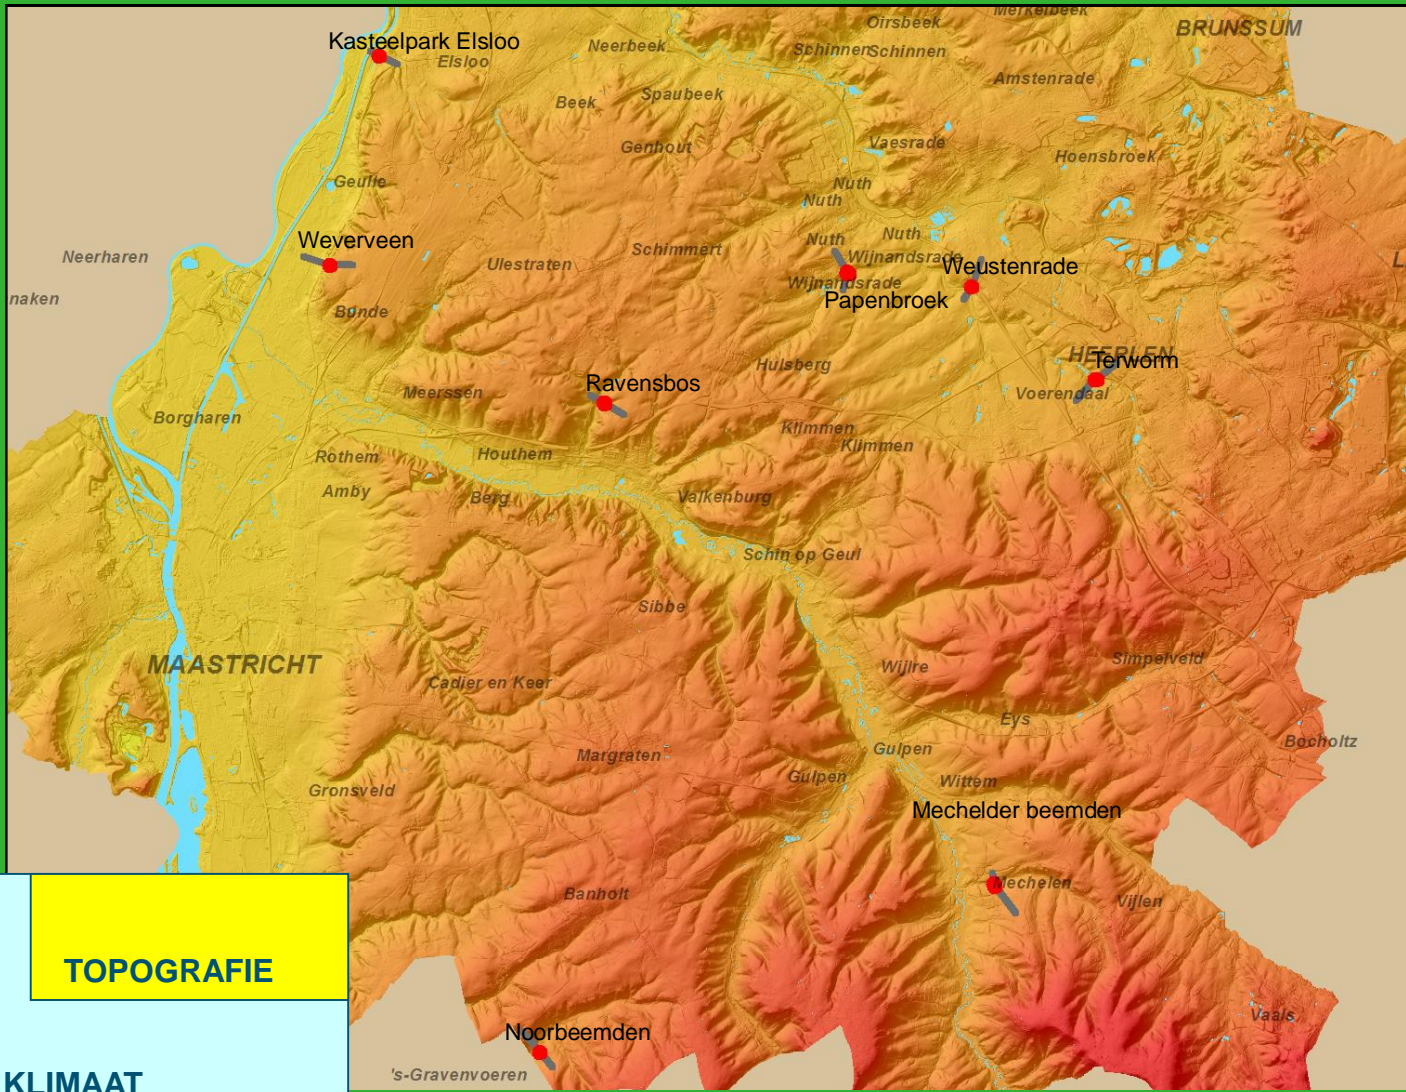 Merkelbeek
Oirsbeek
BRUNSSUM
Kasteelpark Elsloo
Neerbeek
Schinnen
Schinnen
Elsloo
Amstenrade
Spaubeek
Beek
Vaesrade
Genhout
Hoensbroek
Geulle
Nuth
Nuth
Nuth
Nuth
Weverveen
Schimmert
Neerharen
Wijnandsrade
Ulestraten
Weustenrade
Wijnandsrade
naken
Papenbroek
Bunde
HEERLEN
Terworm
Hulsberg
Ravensbos
Meerssen
Voerendaal
Borgharen
Klimmen
Klimmen
Houthem
Rothem
Amby
Berg
Valkenburg
Schin op Geul
Sibbe
MAASTRICHT
Wijlre
Simpelveld
Cadier en Keer
Eys
Bocholtz
Margraten
Gulpen
Gulpen
Wittem
Gronsveld
Mechelder beemden
Mechelen
Banholt
Vijlen
TOPOGRAFIE
Vaals
Noorbeemden
's-Gravenvoeren
KLIMAAT